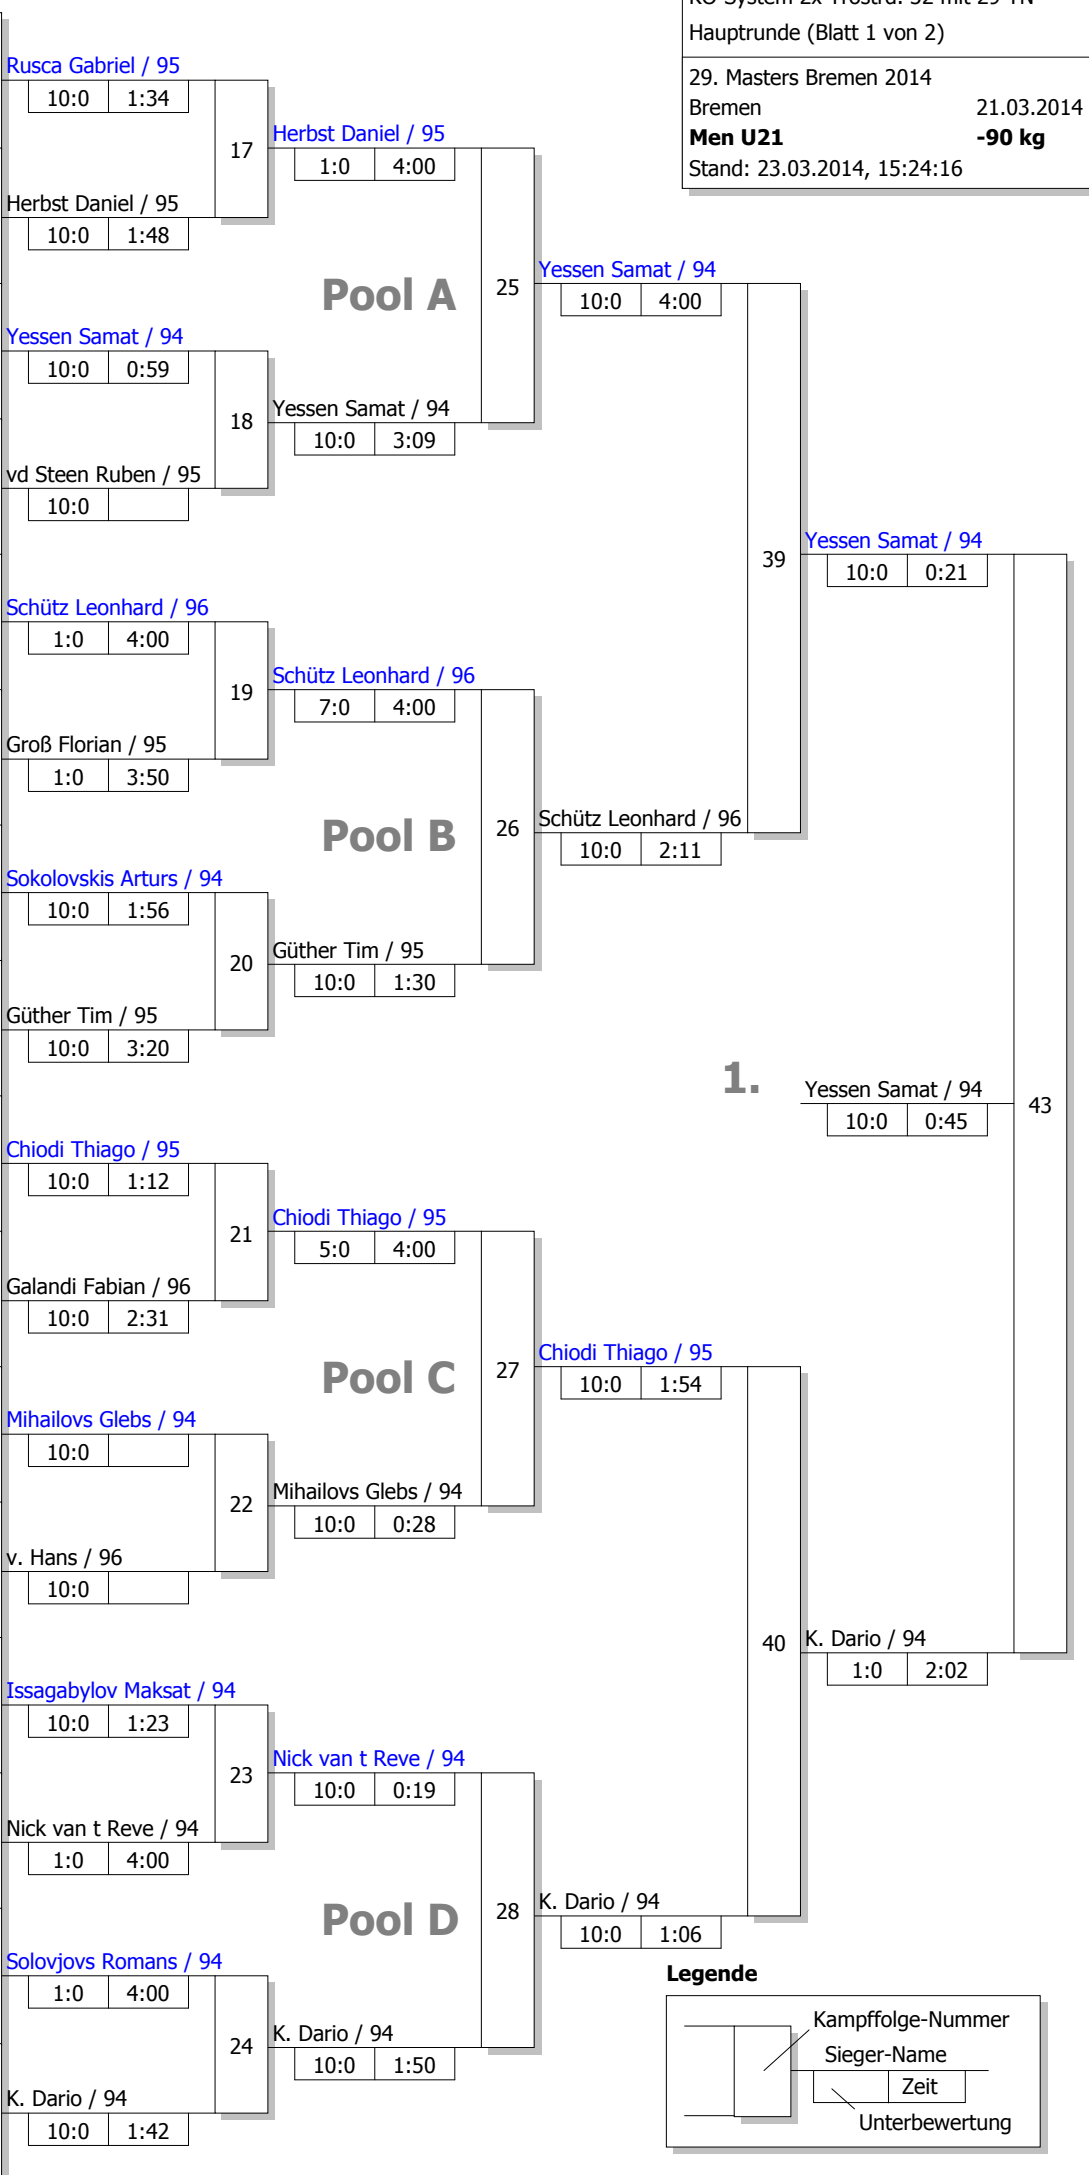 KO-System 2x Trostrd. 32 mit 29 TN
Hauptrunde (Blatt 1 von 2)
29. Masters Bremen 2014
Bremen 21.03.2014
Men U21 -90 kg
Stand: 23.03.2014, 15:24:16
Rusca Gabriel / 95
10:0 1:34
17
Herbst Daniel / 95
1:0 4:00
Herbst Daniel / 95
10:0 1:48
Pool A
25
Yessen Samat / 94
10:0 4:00
Yessen Samat / 94
10:0 0:59
18
Yessen Samat / 94
10:0 3:09
vd Steen Ruben / 95
10:0
39
Yessen Samat / 94
10:0 0:21
Schütz Leonhard / 96
1:0 4:00
19
Schütz Leonhard / 96
7:0 4:00
Groß Florian / 95
1:0 3:50
Pool B
26
Schütz Leonhard / 96
10:0 2:11
Sokolovskis Arturs / 94
10:0 1:56
20
Güther Tim / 95
10:0 1:30
Güther Tim / 95
10:0 3:20
1.
Yessen Samat / 94
10:0 0:45
43
Chiodi Thiago / 95
10:0 1:12
21
Chiodi Thiago / 95
5:0 4:00
Galandi Fabian / 96
10:0 2:31
Pool C
27
Chiodi Thiago / 95
10:0 1:54
Mihailovs Glebs / 94
10:0
22
Mihailovs Glebs / 94
10:0 0:28
v. Hans / 96
10:0
40
K. Dario / 94
1:0 2:02
Issagabylov Maksat / 94
10:0 1:23
23
Nick van t Reve / 94
10:0 0:19
Nick van t Reve / 94
1:0 4:00
Pool D
28
K. Dario / 94
10:0 1:06
Solovjovs Romans / 94
1:0 4:00
24
K. Dario / 94
10:0 1:50
K. Dario / 94
10:0 1:42
Legende
Kampffolge-Nummer
Sieger-Name
Zeit
Unterbewertung